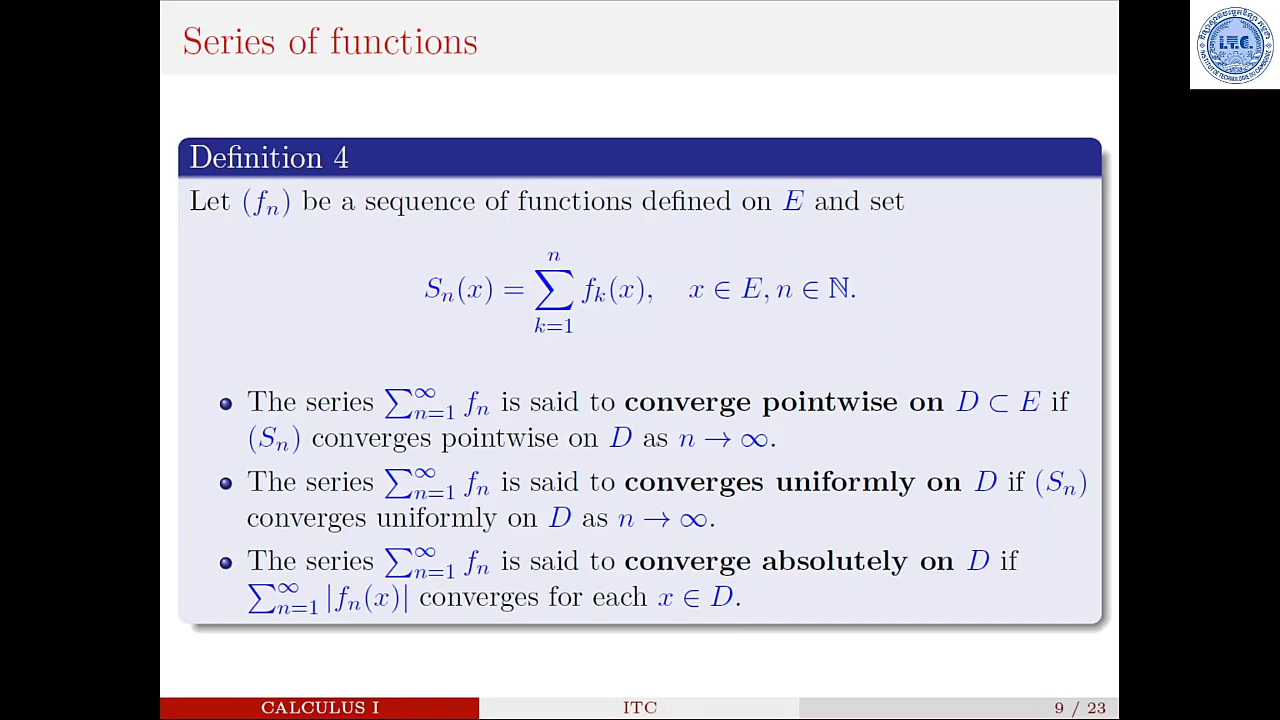 Series of functions
I.T.C.
Definition 4
Let (fₙ) be a sequence of functions defined on E and set
Sₙ(x) = ∑ₖ₌₁ⁿ fₖ(x), x ∈ E, n ∈ ℕ.
• The series ∑ₙ₌₁^∞ fₙ is said to converge pointwise on D ⊂ E if
(Sₙ) converges pointwise on D as n → ∞.
• The series ∑ₙ₌₁^∞ fₙ is said to converges uniformly on D if (Sₙ)
converges uniformly on D as n → ∞.
• The series ∑ₙ₌₁^∞ fₙ is said to converge absolutely on D if
∑ₙ₌₁^∞ |fₙ(x)| converges for each x ∈ D.
CALCULUS I ITC 9 / 23